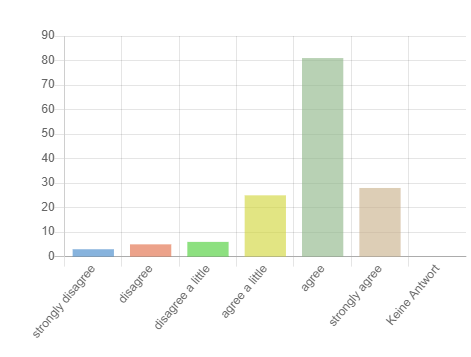 90
80
70
60
50
40
30
20
10
0
strongly disagree
disagree
disagree a little
agree a little
agree
strongly agree
Keine Antwort